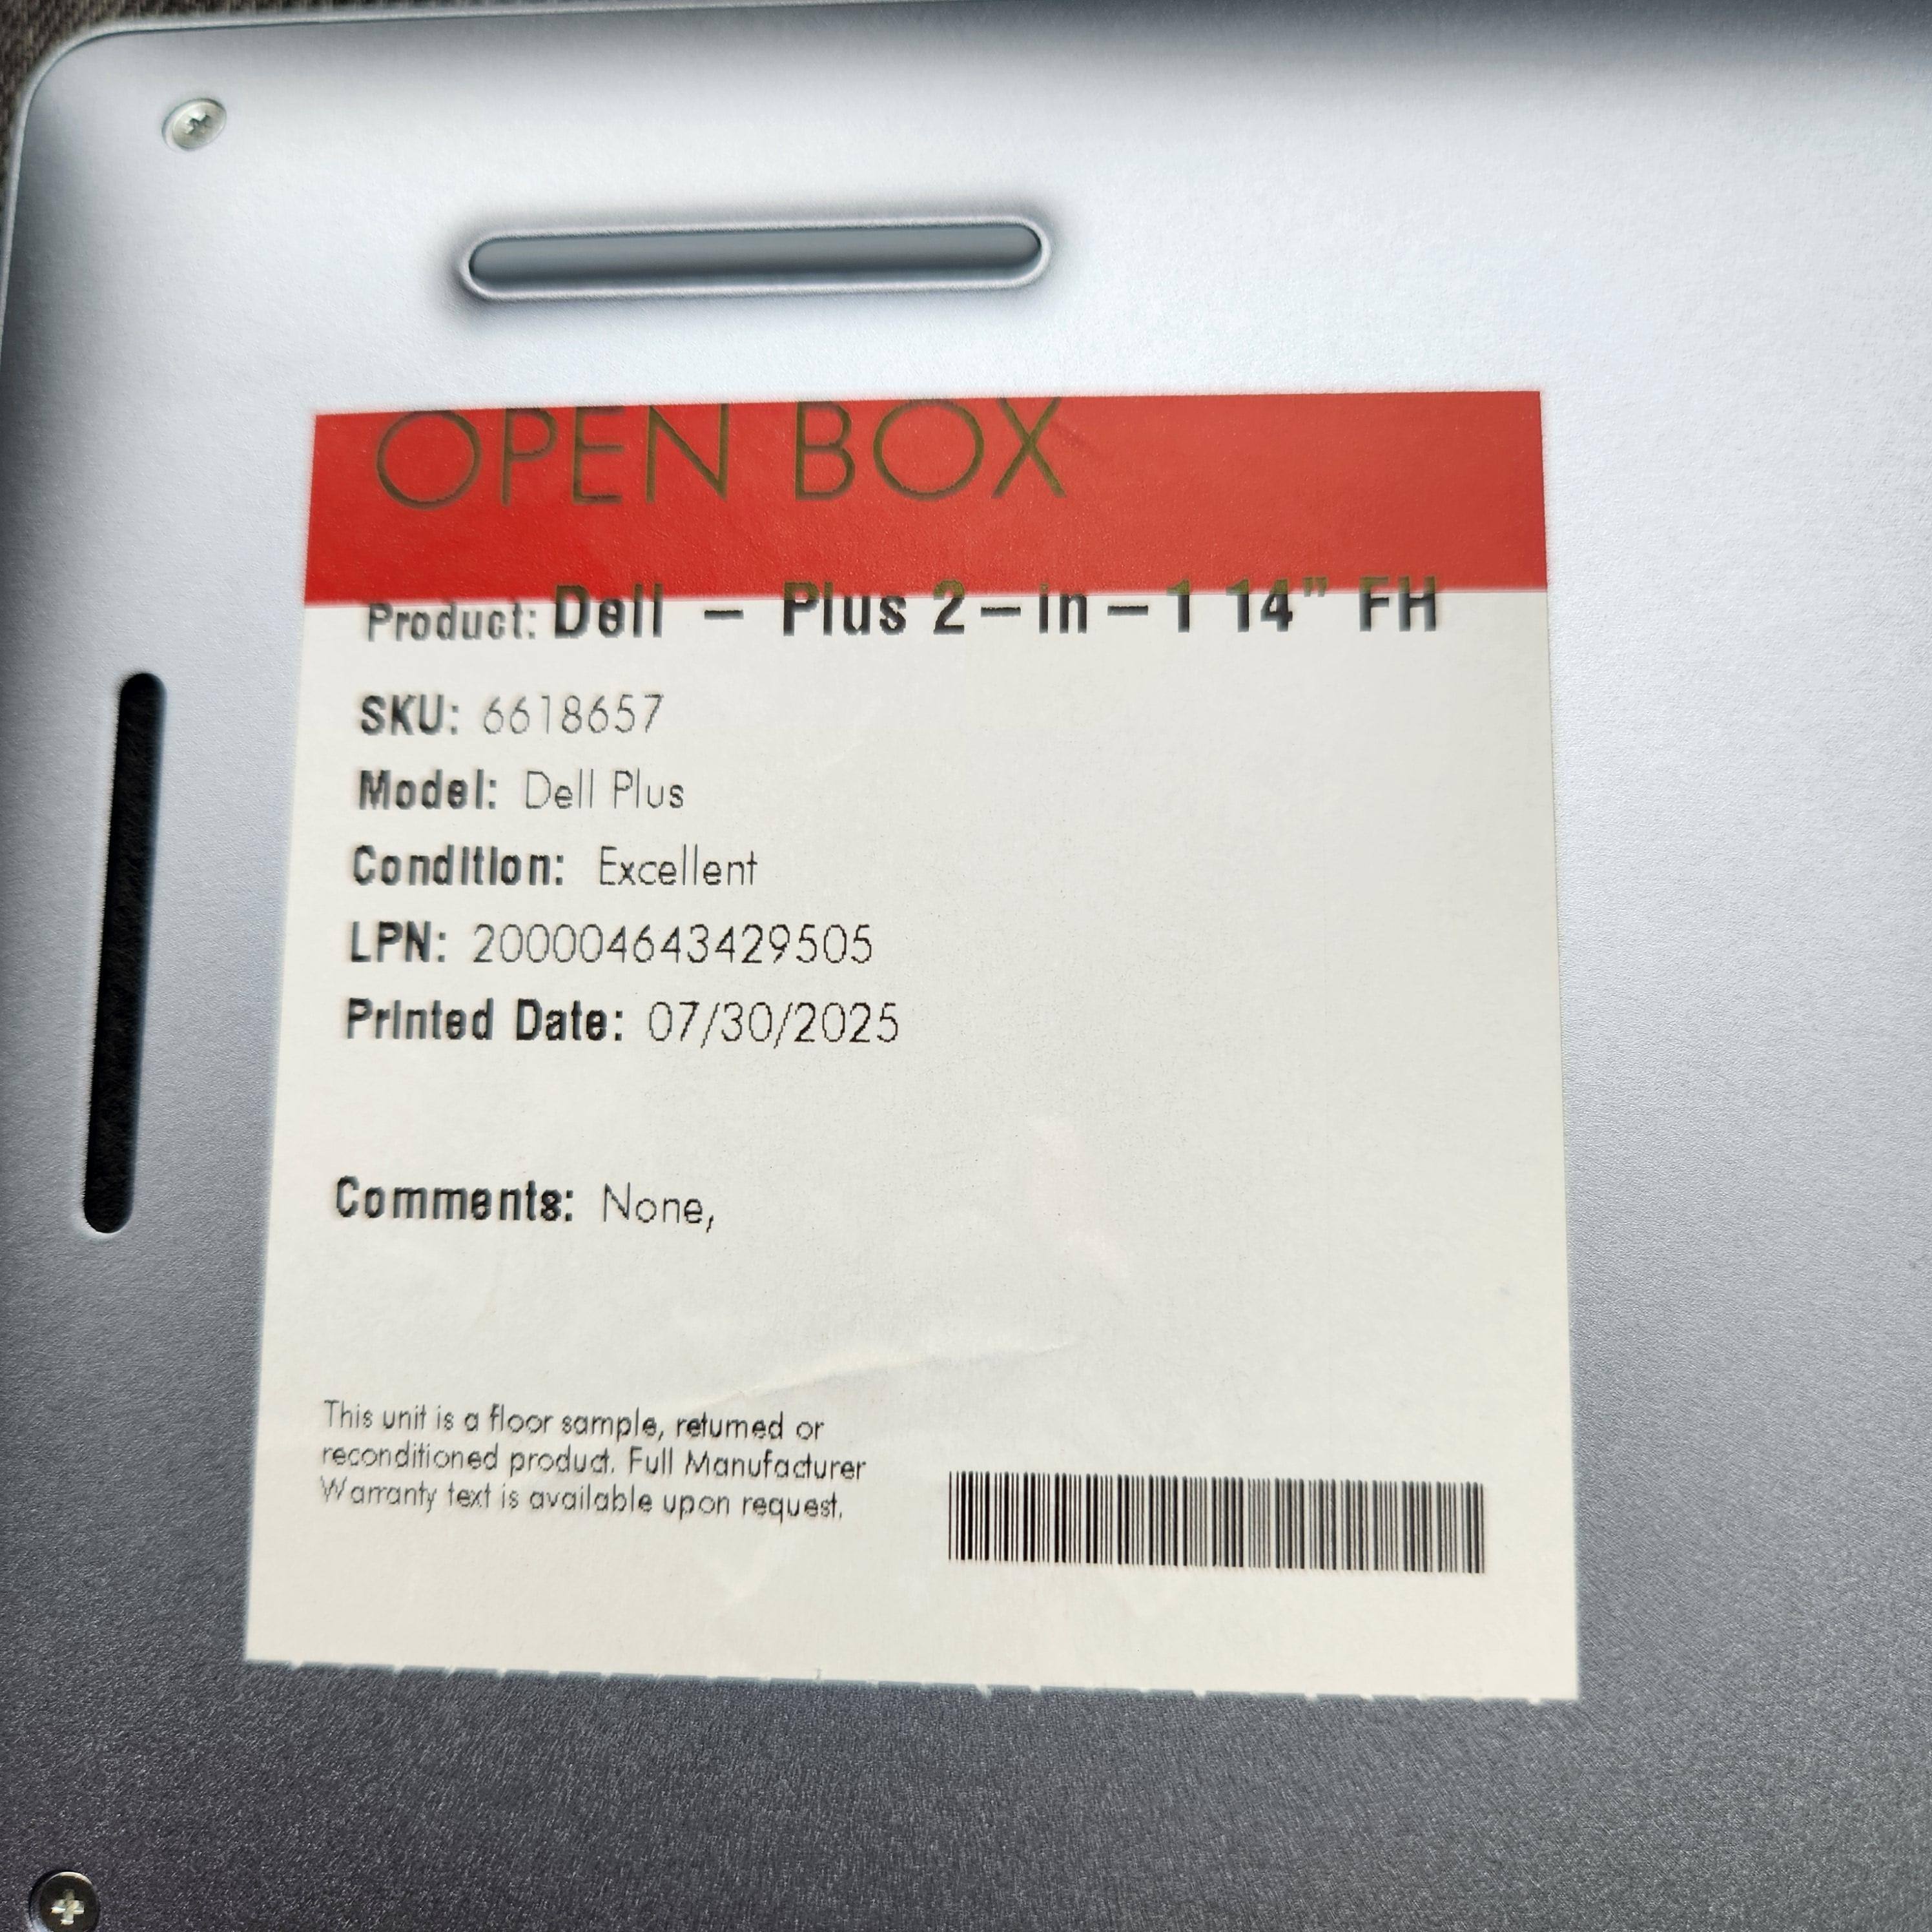 OPEN BOX
Product: Dell - Plus 2-in-1 14" FH
SKU: 6618657
Model: Dell Plus
Condition: Excellent
LPN: 200004643429505
Printed Date: 07/30/2025
Comments: None,
This unit is a floor sample, returned or
reconditioned product. Full Manufacturer
Warranty text is available upon request.